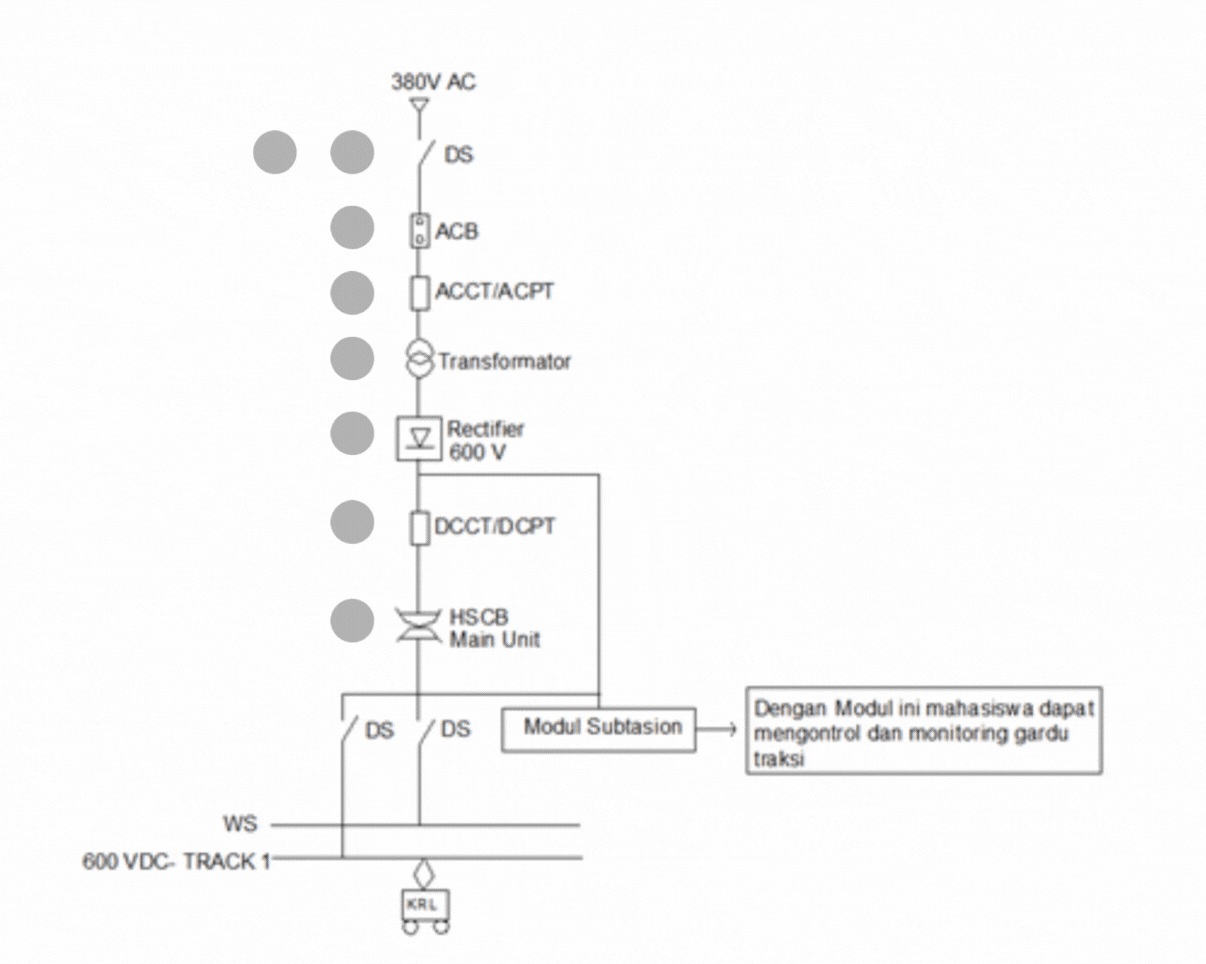 380V AC
DS
ACB
ACCT/ACPT
Transformator
Rectifier
600 V
DCCT/DCPT
HSCB
Main Unit
DS
DS
Modul Subtasion
Dengan Modul ini mahasiswa dapat
mengontrol dan monitoring gardu
traksi
WS
600 VDC- TRACK 1
KRL